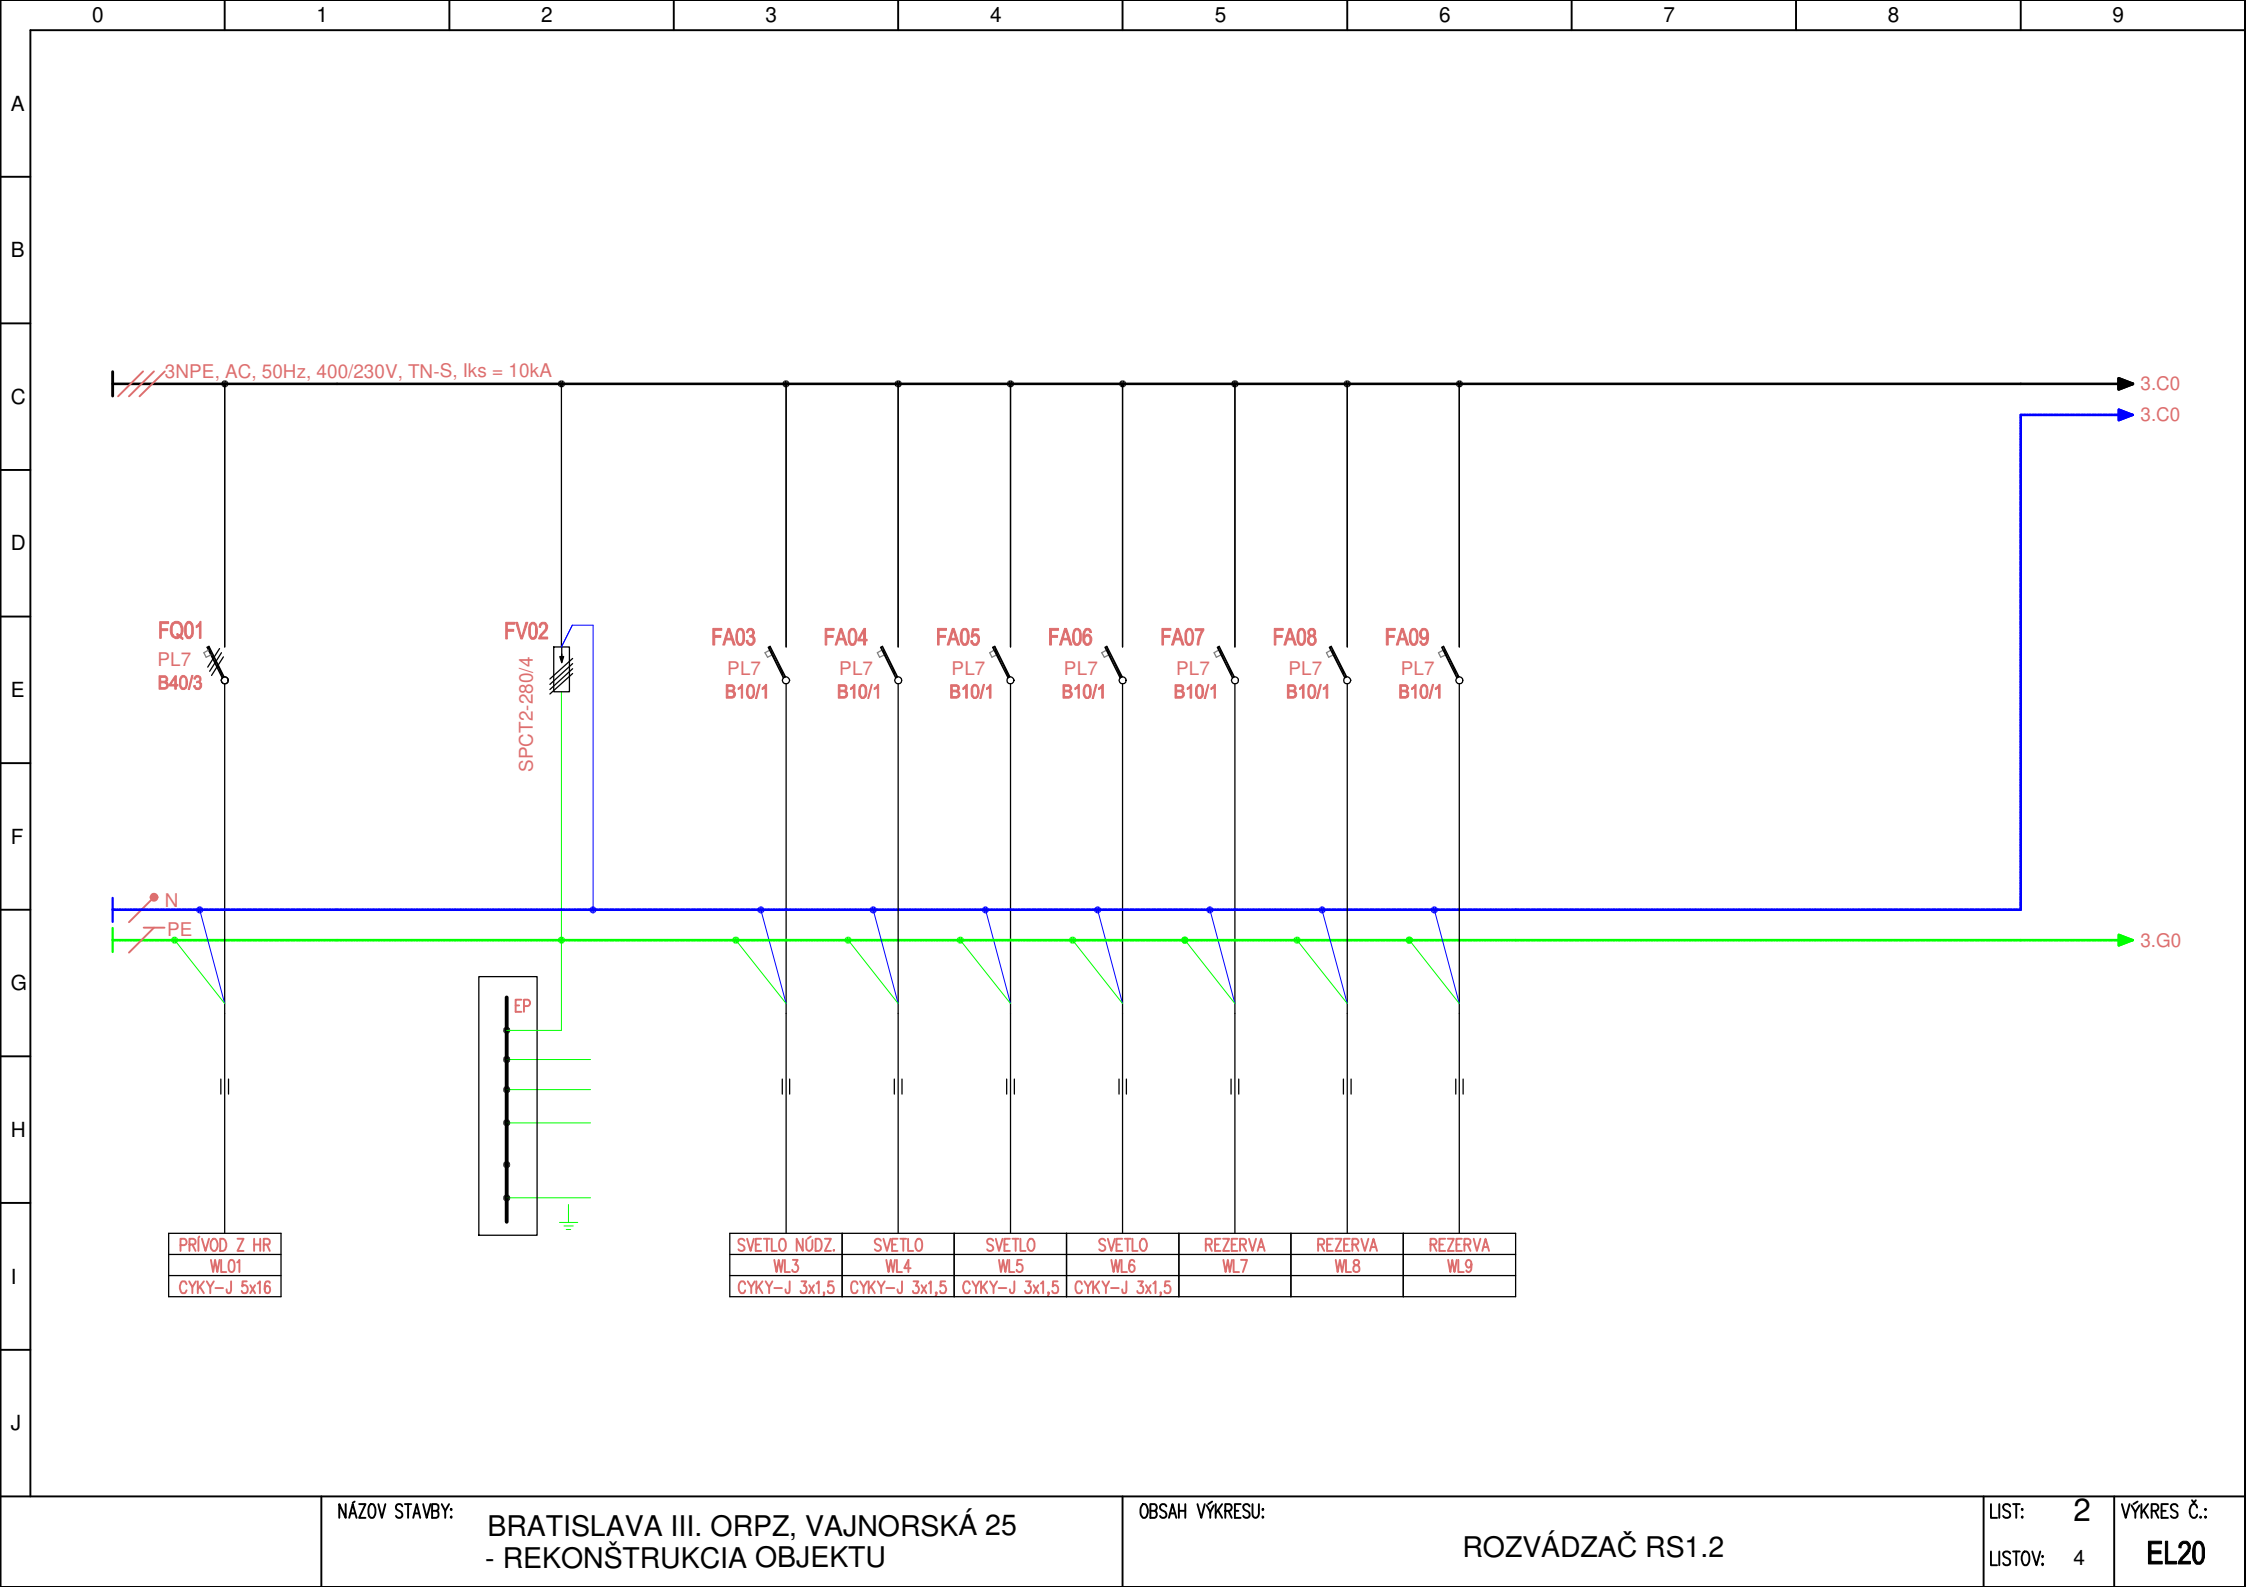 0 1 2 3 4 5 6 7 8 9
A
B
C
D
E
F
G
H
I
J
3NPE, AC, 50Hz, 400/230V, TN-S, Iks = 10kA
3.C0
3.C0
FQ01
PL7
B40/3
FV02
SPCT2-280/4
FA03
PL7
B10/1
FA04
PL7
B10/1
FA05
PL7
B10/1
FA06
PL7
B10/1
FA07
PL7
B10/1
FA08
PL7
B10/1
FA09
PL7
B10/1
N
PE
3.G0
EP
PRÍVOD Z HR
WL01
CYKY-J 5x16
SVETLO NÚDZ. SVETLO SVETLO SVETLO REZERVA REZERVA REZERVA
WL3 WL4 WL5 WL6 WL7 WL8 WL9
CYKY-J 3x1,5 CYKY-J 3x1,5 CYKY-J 3x1,5 CYKY-J 3x1,5
NÁZOV STAVBY:
BRATISLAVA III. ORPZ, VAJNORSKÁ 25
- REKONŠTRUKCIA OBJEKTU
OBSAH VÝKRESU:
ROZVÁDZAČ RS1.2
LIST: 2
LISTOV: 4
VÝKRES Č.:
EL20